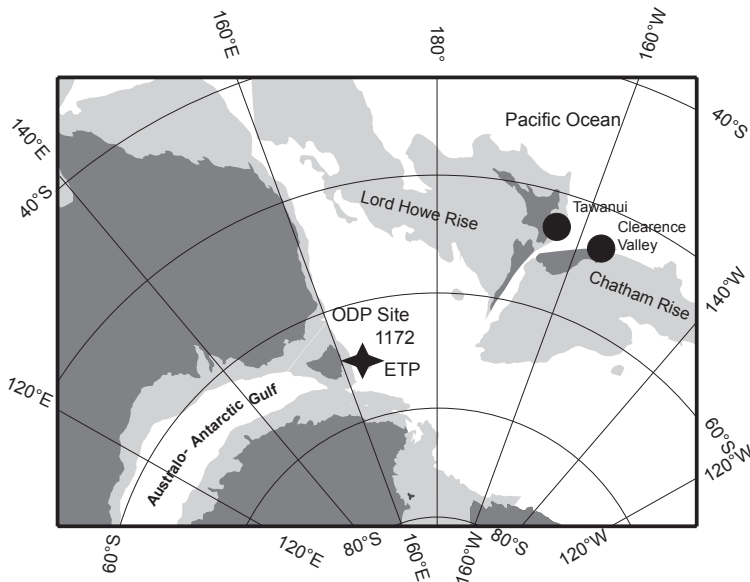 160°E
180°
160°W
140°E
40°S
40°S
Pacific Ocean
Lord Howe Rise
Tawanui
Clearence
Valley
Chatham Rise
140°W
ODP Site
1172
ETP
120°E
Australo- Antarctic Gulf
60°S
120°W
60°S
120°E
80°S
160°E
160°W
80°S
120°W